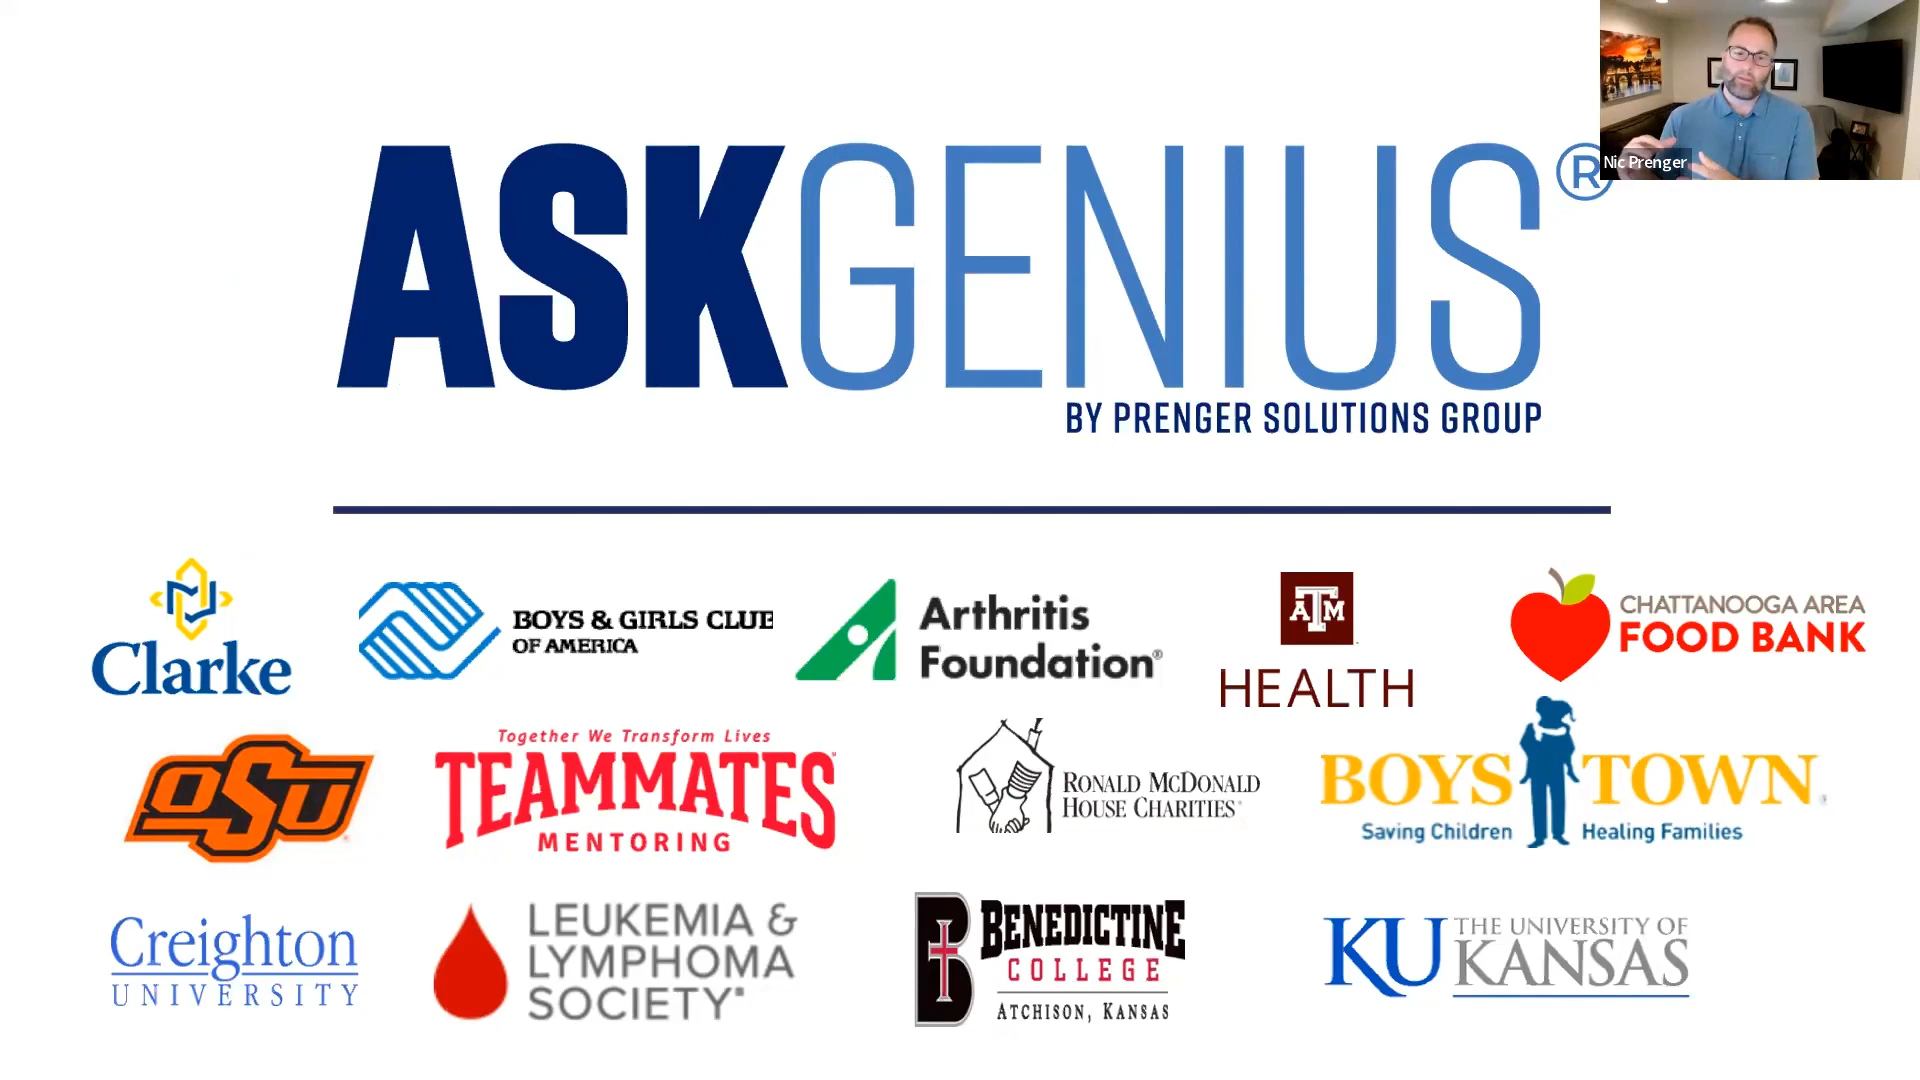 ASKGENIUS®
BY PRENGER SOLUTIONS GROUP
Nic Prenger
Clarke
BOYS & GIRLS CLUB
OF AMERICA
Arthritis
Foundation®
ATM
HEALTH
CHATTANOOGA AREA
FOOD BANK
OSU
Together We Transform Lives
TEAMMATES
MENTORING
RONALD MCDONALD
HOUSE CHARITIES®
BOYS TOWN
Saving Children Healing Families
Creighton
UNIVERSITY
LEUKEMIA &
LYMPHOMA
SOCIETY®
B BENEDICTINE
COLLEGE
ATCHISON, KANSAS
KU THE UNIVERSITY OF
KANSAS